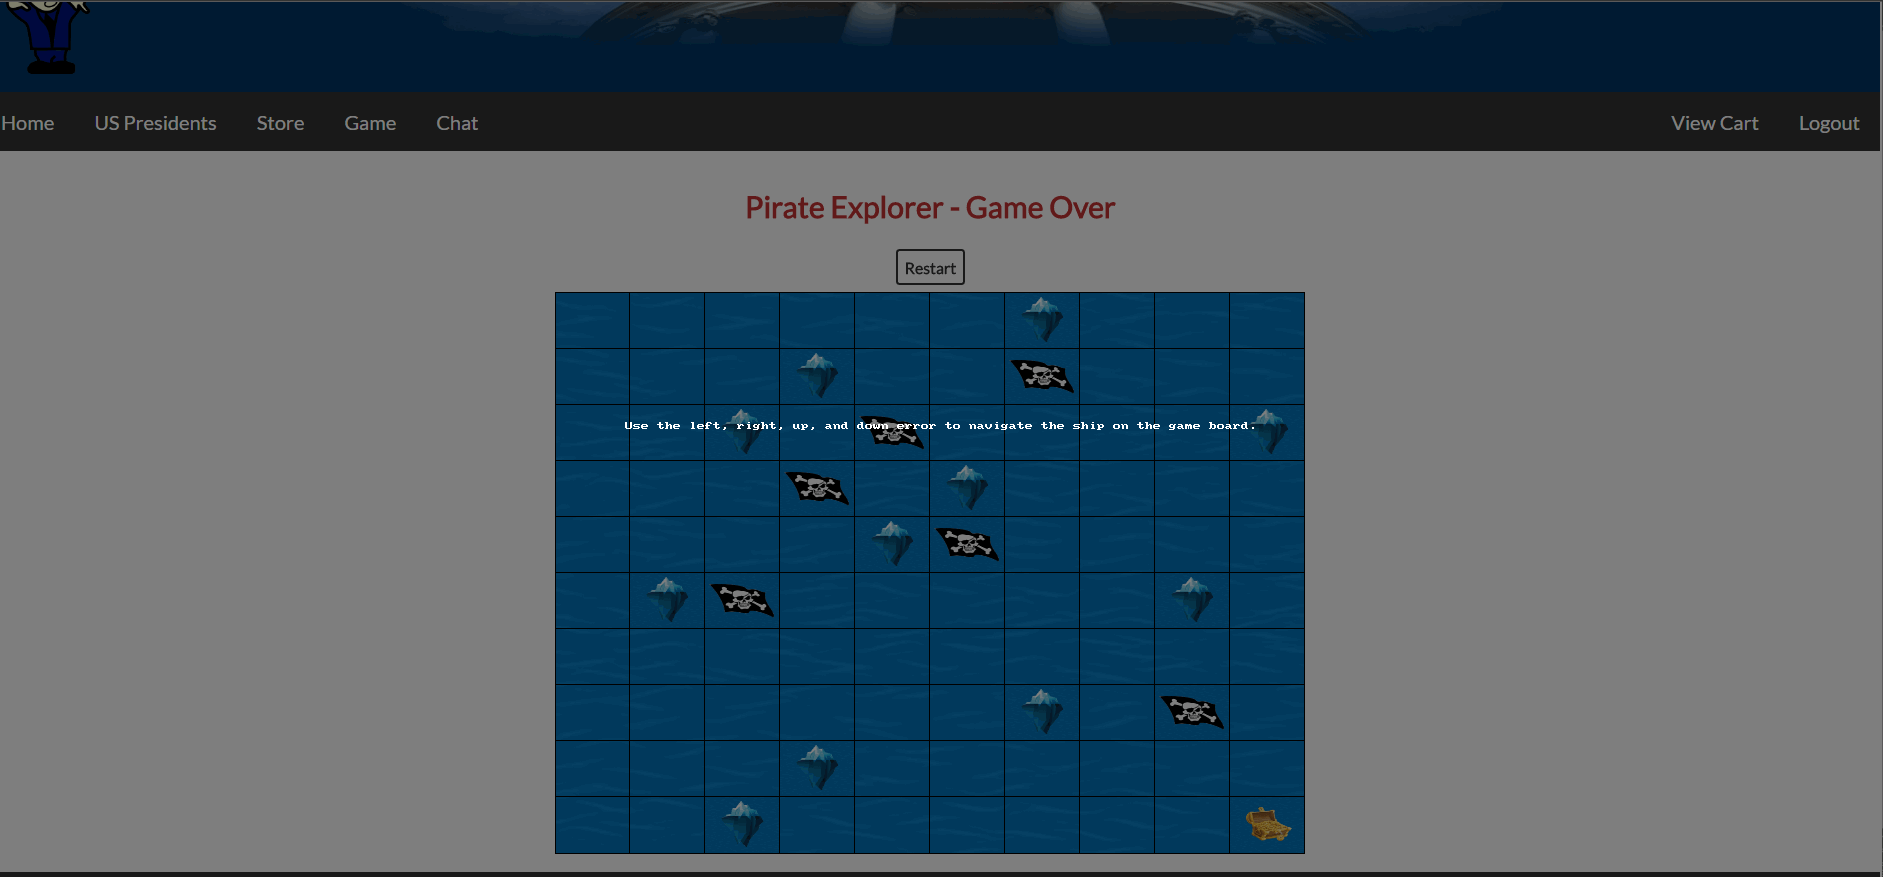 Home US Presidents Store Game Chat View Cart Logout
Pirate Explorer - Game Over
Restart
Use the left, right, up, and down error to navigate the ship on the game board.